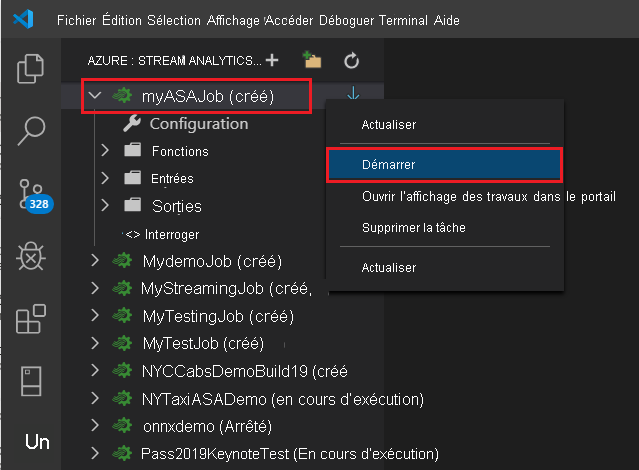 Fichier Édition Sélection Affichage Accéder Déboguer Terminal Aide
AZURE : STREAM ANALYTICS...
myASAJob (créé)
Configuration
Fonctions
Entrées
Sorties
<> Interroger
MydemoJob (créé)
MyStreamingJob (créé,
MyTestingJob (créé)
MyTestJob (créé)
NYCCabsDemoBuild19 (créé
NYTaxiASADemo (en cours d'exécution)
onnxdemo (Arrêté)
Pass2019KeynoteTest (En cours d'exécution)
Actualiser
Démarrer
Ouvrir l'affichage des travaux dans le portail
Supprimer la tâche
Actualiser
328
Un